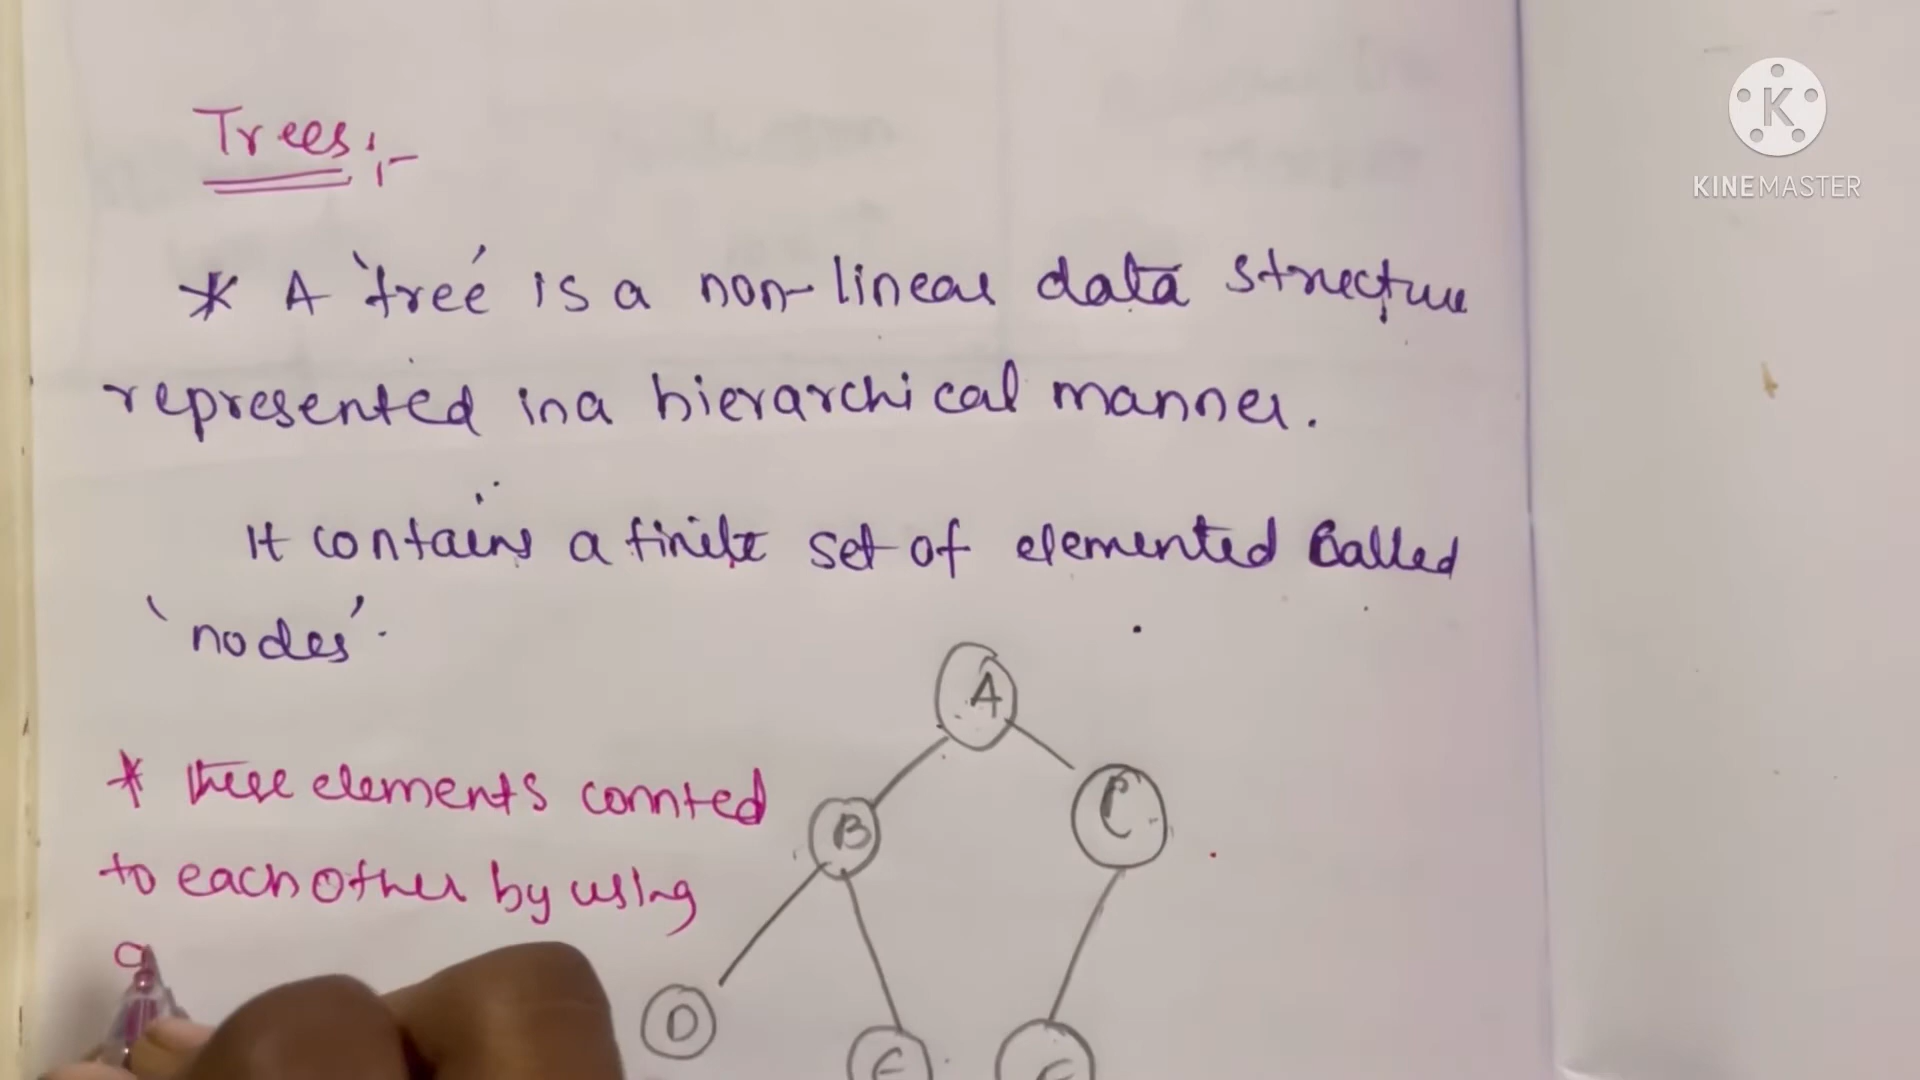 Trees:-
* A 'tree' is a non-linear data structure
represented in a hierarchical manner.
It contains a finite set of elemented called
'nodes'.
* these elements connted
to each other by using
a
A
B
C
D
KINEMASTER